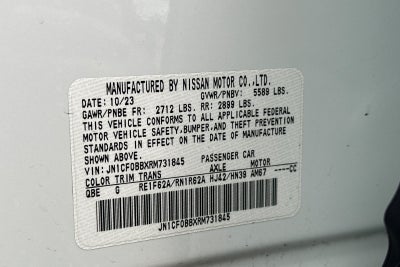 MANUFACTURED BY NISSAN MOTOR CO.,LTD.
DATE: 10/23 GVWR/PNBV: 5589 LBS.
GAWR/PNBE FR: 2712 LBS. RR: 2899 LBS.
THIS VEHICLE CONFORMS TO ALL APPLICABLE FEDERAL
MOTOR VEHICLE SAFETY,BUMPER,AND THEFT PREVENTION
STANDARDS IN EFFECT ON THE DATE OF MANUFACTURE
SHOWN ABOVE.
VIN: JN1CF0BBXRM731845 PASSENGER CAR
COLOR TRIM TRANS AXLE MOTOR
QBE G RE1F62A/RN1R62A HJ42/HN39 AM67 ----CC
JN1CF0BBXRM731845